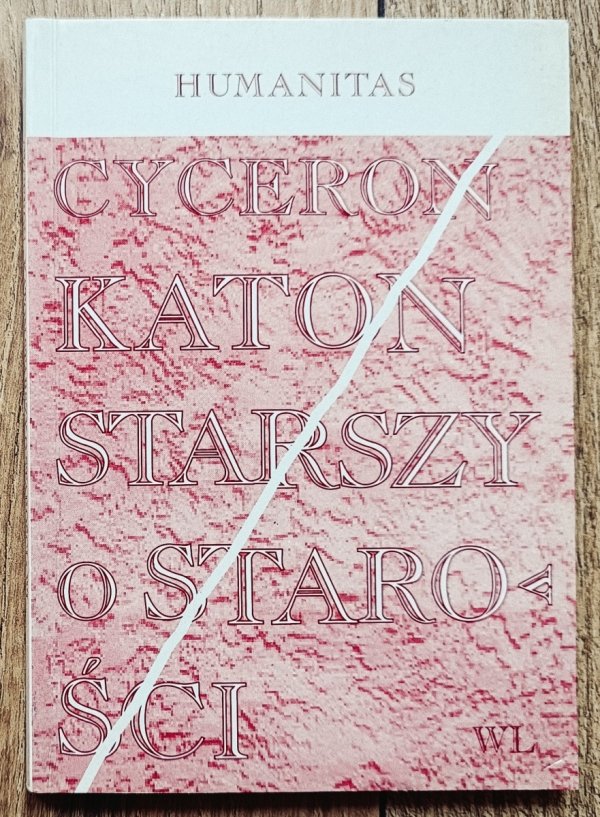 HUMANITAS
CYCERON
KATON
STARSZY
O STARO<
ŚCI
WL